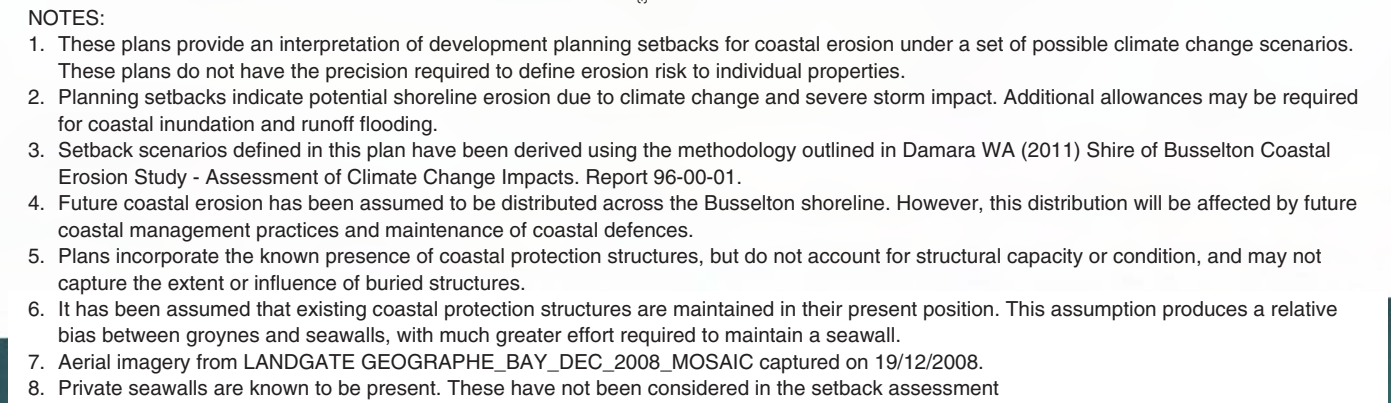 NOTES:
1. These plans provide an interpretation of development planning setbacks for coastal erosion under a set of possible climate change scenarios.
These plans do not have the precision required to define erosion risk to individual properties.
2. Planning setbacks indicate potential shoreline erosion due to climate change and severe storm impact. Additional allowances may be required
for coastal inundation and runoff flooding.
3. Setback scenarios defined in this plan have been derived using the methodology outlined in Damara WA (2011) Shire of Busselton Coastal
Erosion Study - Assessment of Climate Change Impacts. Report 96-00-01.
4. Future coastal erosion has been assumed to be distributed across the Busselton shoreline. However, this distribution will be affected by future
coastal management practices and maintenance of coastal defences.
5. Plans incorporate the known presence of coastal protection structures, but do not account for structural capacity or condition, and may not
capture the extent or influence of buried structures.
6. It has been assumed that existing coastal protection structures are maintained in their present position. This assumption produces a relative
bias between groynes and seawalls, with much greater effort required to maintain a seawall.
7. Aerial imagery from LANDGATE GEOGRAPHE_BAY_DEC_2008_MOSAIC captured on 19/12/2008.
8. Private seawalls are known to be present. These have not been considered in the setback assessment